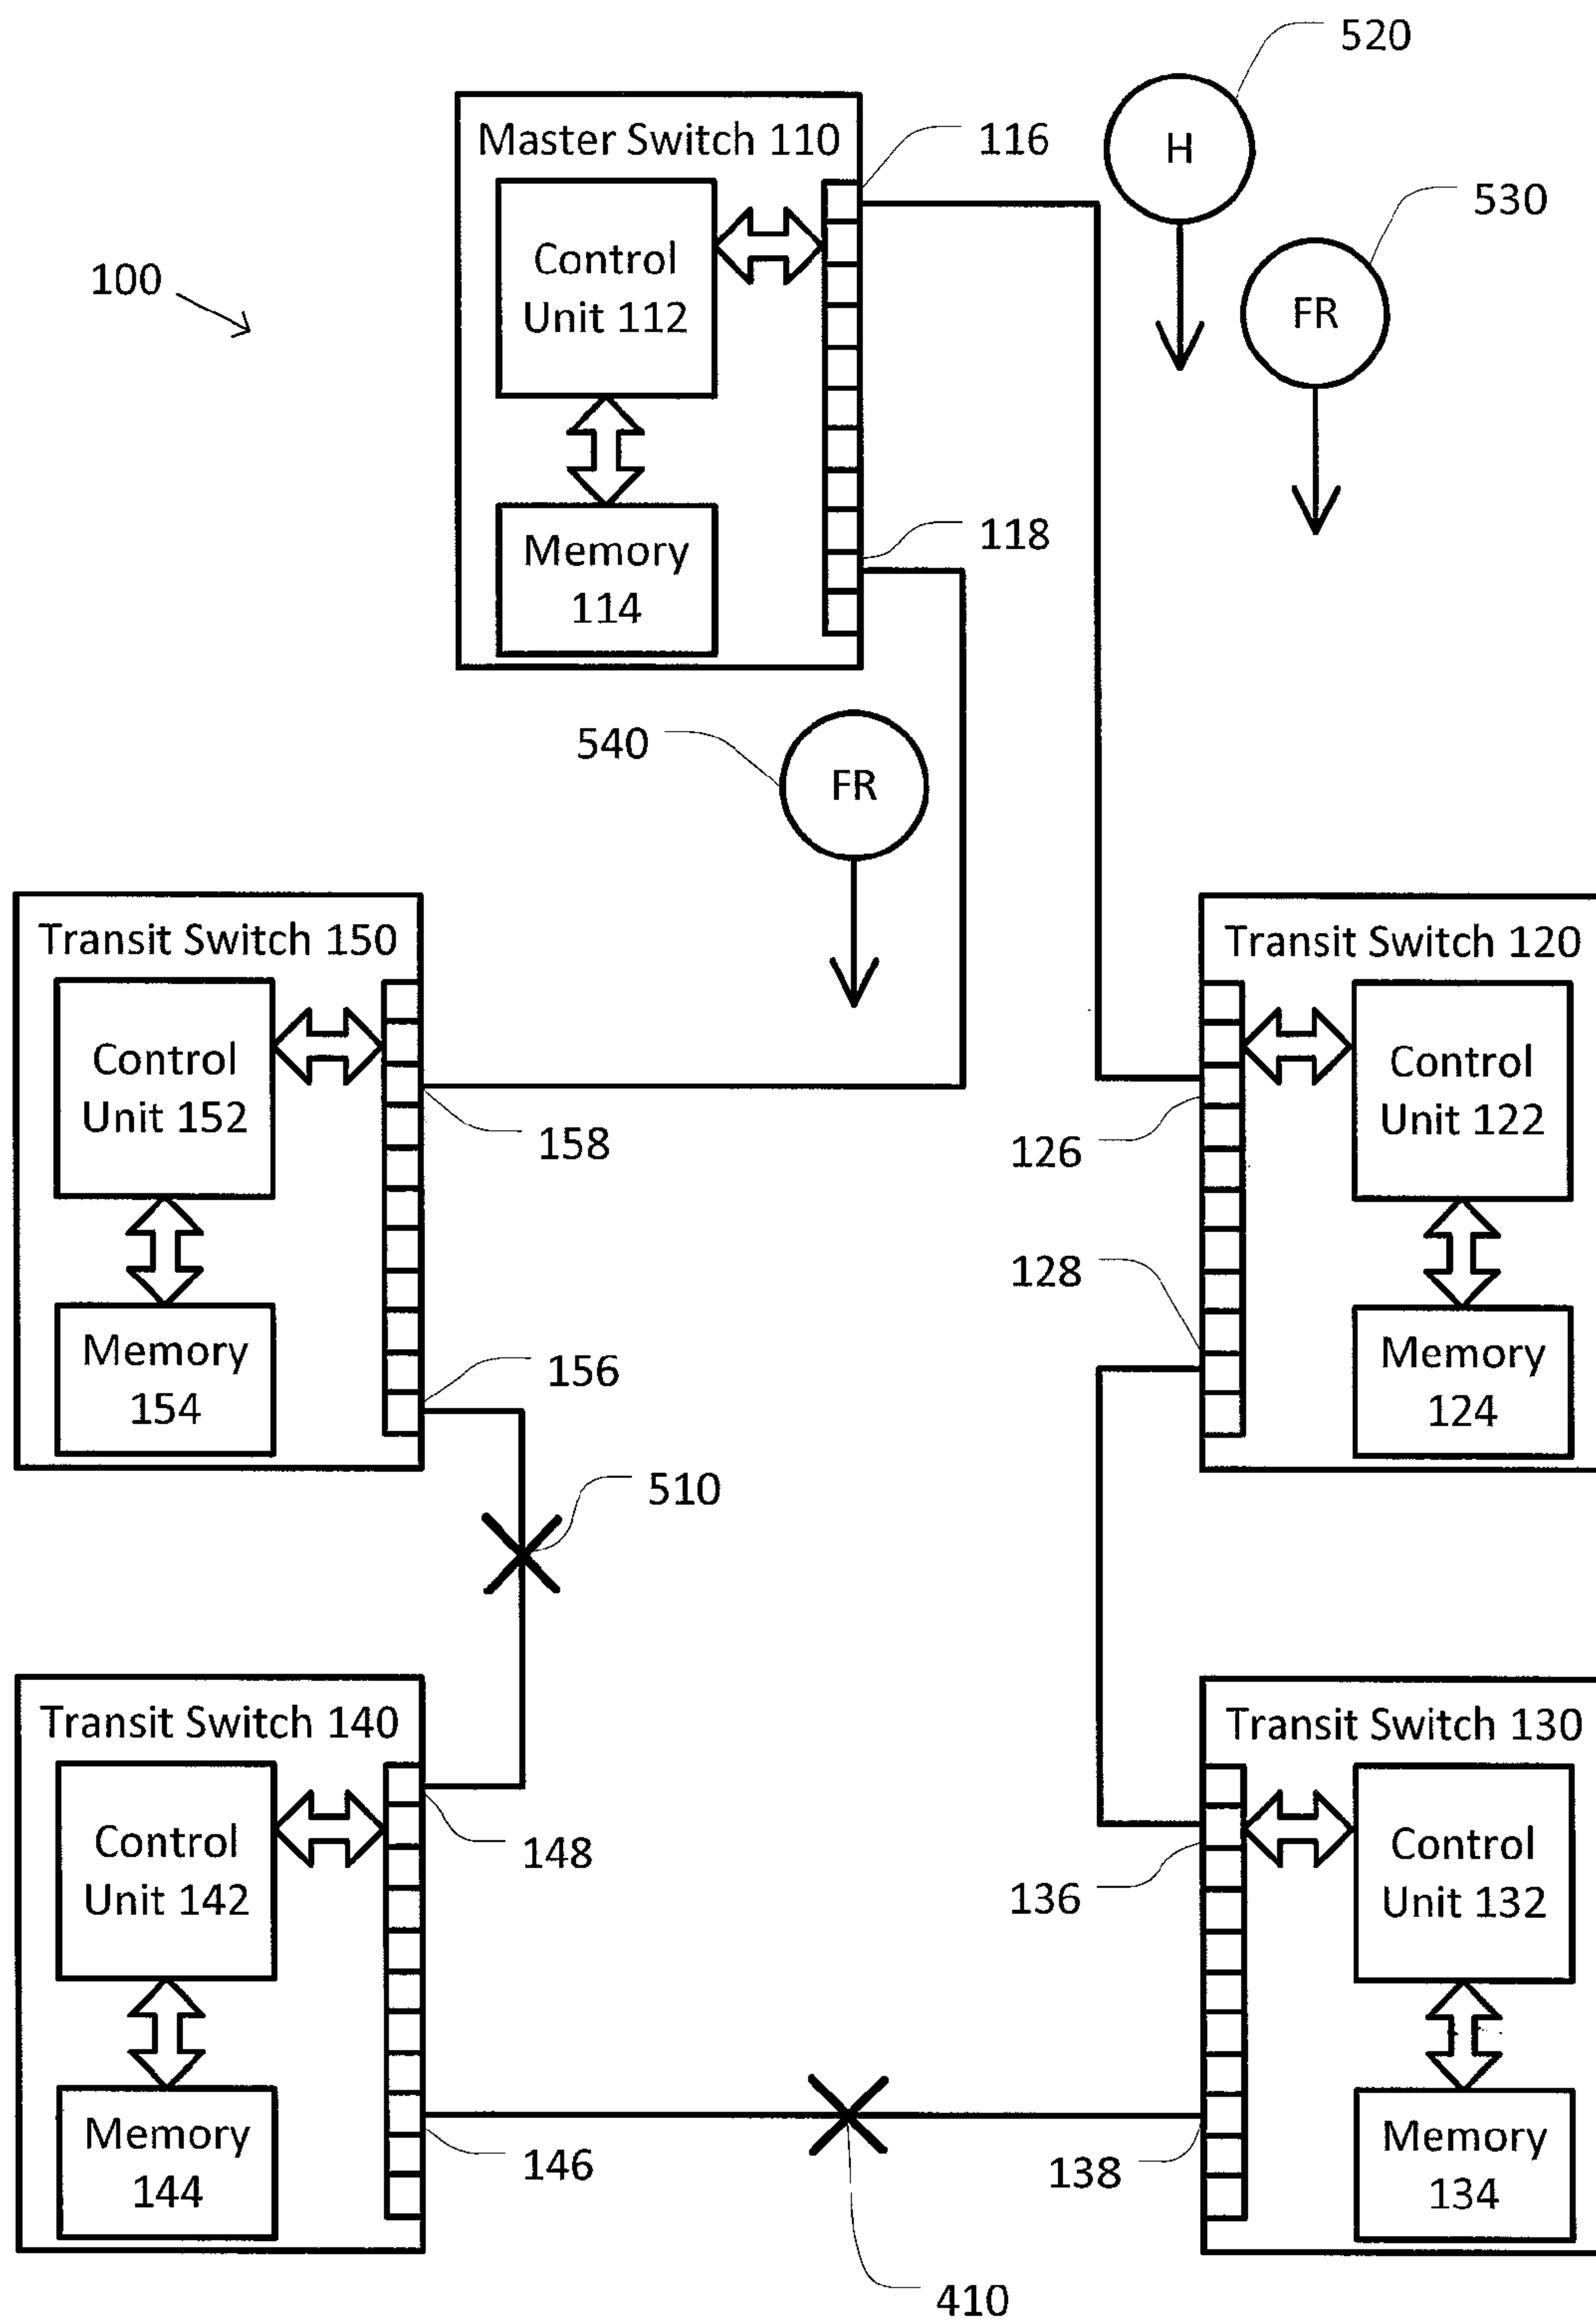 520
Master Switch 110
116
H
530
Control
Unit 112
100
FR
Memory
114
118
540
FR
Transit Switch 150
Transit Switch 120
Control
Unit 152
Control
Unit 122
158
126
128
Memory
154
156
Memory
124
510
Transit Switch 140
Transit Switch 130
Control
Unit 142
148
136
Control
Unit 132
Memory
144
146
138
Memory
134
410